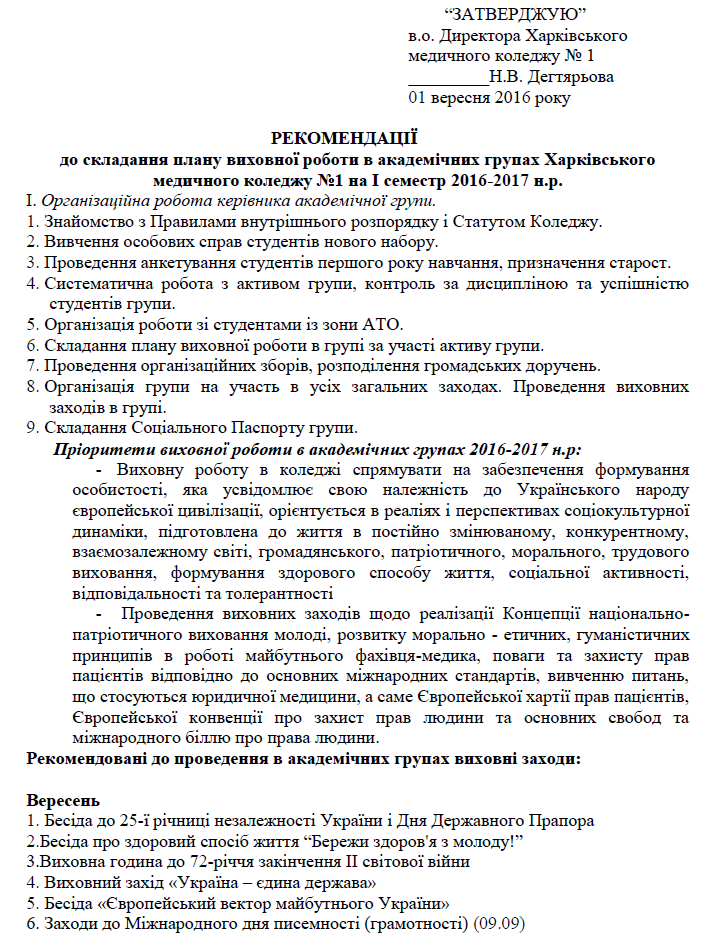 “ЗАТВЕРДЖУЮ”
в.о. Директора Харківського
медичного коледжу № 1
_________Н.В. Дегтярьова
01 вересня 2016 року
РЕКОМЕНДАЦІЇ
до складання плану виховної роботи в академічних групах Харківського
медичного коледжу №1 на І семестр 2016-2017 н.р.
І. Організаційна робота керівника академічної групи.
1. Знайомство з Правилами внутрішнього розпорядку і Статутом Коледжу.
2. Вивчення особових справ студентів нового набору.
3. Проведення анкетування студентів першого року навчання, призначення старост.
4. Систематична робота з активом групи, контроль за дисципліною та успішністю
студентів групи.
5. Організація роботи зі студентами із зони АТО.
6. Складання плану виховної роботи в групі за участі активу групи.
7. Проведення організаційних зборів, розподілення громадських доручень.
8. Організація групи на участь в усіх загальних заходах. Проведення виховних
заходів в групі.
9. Складання Соціального Паспорту групи.
Пріоритети виховної роботи в академічних групах 2016-2017 н.р:
- Виховну роботу в коледжі спрямувати на забезпечення формування
особистості, яка усвідомлює свою належність до Українського народу
європейської цивілізації, орієнтується в реаліях і перспективах соціокультурної
динаміки, підготовлена до життя в постійно змінюваному, конкурентному,
взаємозалежному світі, громадянського, патріотичного, морального, трудового
виховання, формування здорового способу життя, соціальної активності,
відповідальності та толерантності
- Проведення виховних заходів щодо реалізації Концепції національно-
патріотичного виховання молоді, розвитку морально - етичних, гуманістичних
принципів в роботі майбутнього фахівця-медика, поваги та захисту прав
пацієнтів відповідно до основних міжнародних стандартів, вивченню питань,
що стосуються юридичної медицини, а саме Європейської хартії прав пацієнтів,
Європейської конвенції про захист прав людини та основних свобод та
міжнародного біллю про права людини.
Рекомендовані до проведення в академічних групах виховні заходи:
Вересень
1. Бесіда до 25-ї річниці незалежності України і Дня Державного Прапора
2.Бесіда про здоровий спосіб життя “Бережи здоров'я з молоду!”
3.Виховна година до 72-річчя закінчення ІІ світової війни
4. Виховний захід «Україна – єдина держава»
5. Бесіда «Європейський вектор майбутнього України»
6. Заходи до Міжнародного дня писемності (грамотності) (09.09)